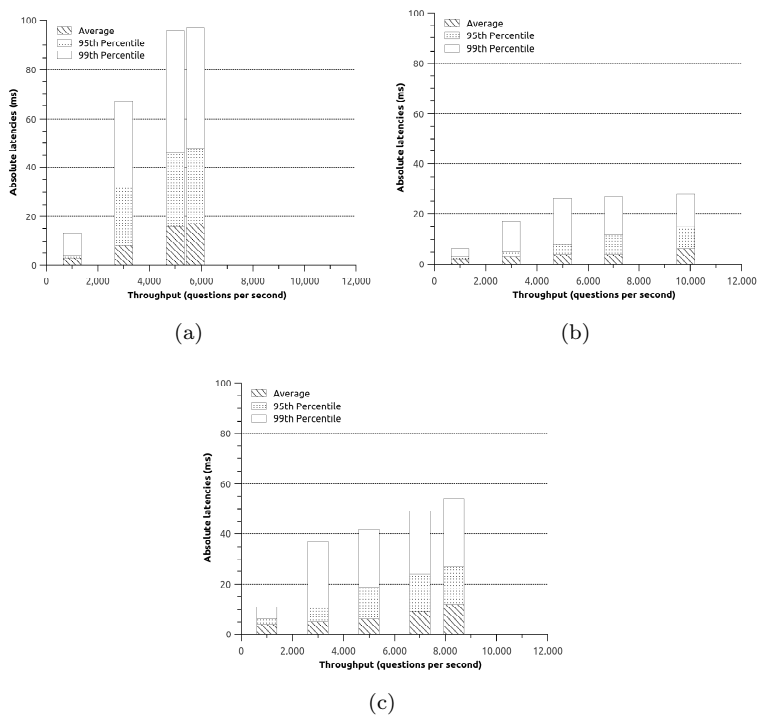 Average
95th Percentile
99th Percentile
100
80
60
40
20
0
Absolute latencies (ms)
0 2,000 4,000 6,000 8,000 10,000 12,000
Throughput (questions per second)
(a)
Average
95th Percentile
99th Percentile
100
80
60
40
20
0
Absolute latencies (ms)
0 2.000 4.000 6.000 8.000 10.000 12.000
Throughput (questions per second)
(b)
Average
95th Percentile
99th Percentile
100
80
60
40
20
0
Absolute latencies (ms)
0 2.000 4.000 6.000 8.000 10.000 12.000
Throughput (questions per second)
(c)